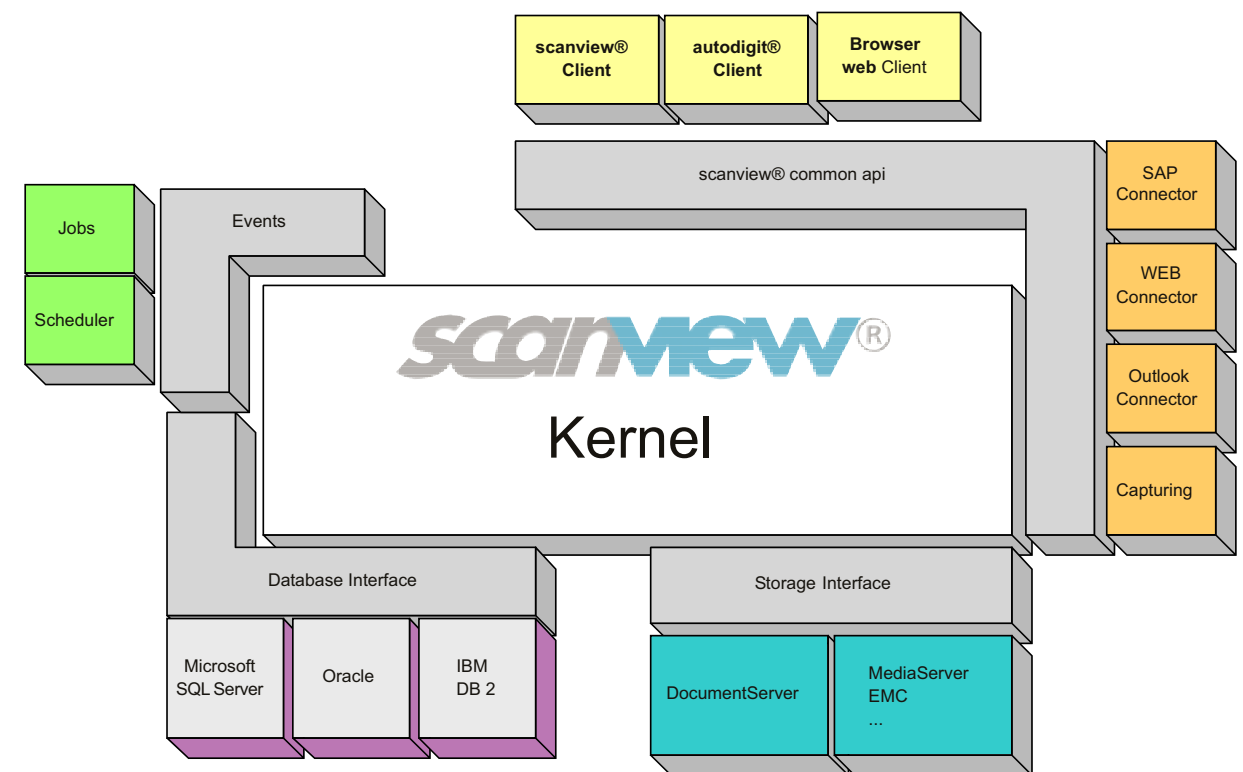 scanview®
Client
autodigit®
Client
Browser
web Client
scanview® common api
SAP
Connector
WEB
Connector
Outlook
Connector
Capturing
Jobs
Scheduler
Events
scanview®
Kernel
Database Interface
Storage Interface
Microsoft
SQL Server
Oracle
IBM
DB 2
DocumentServer
MediaServer
EMC
...